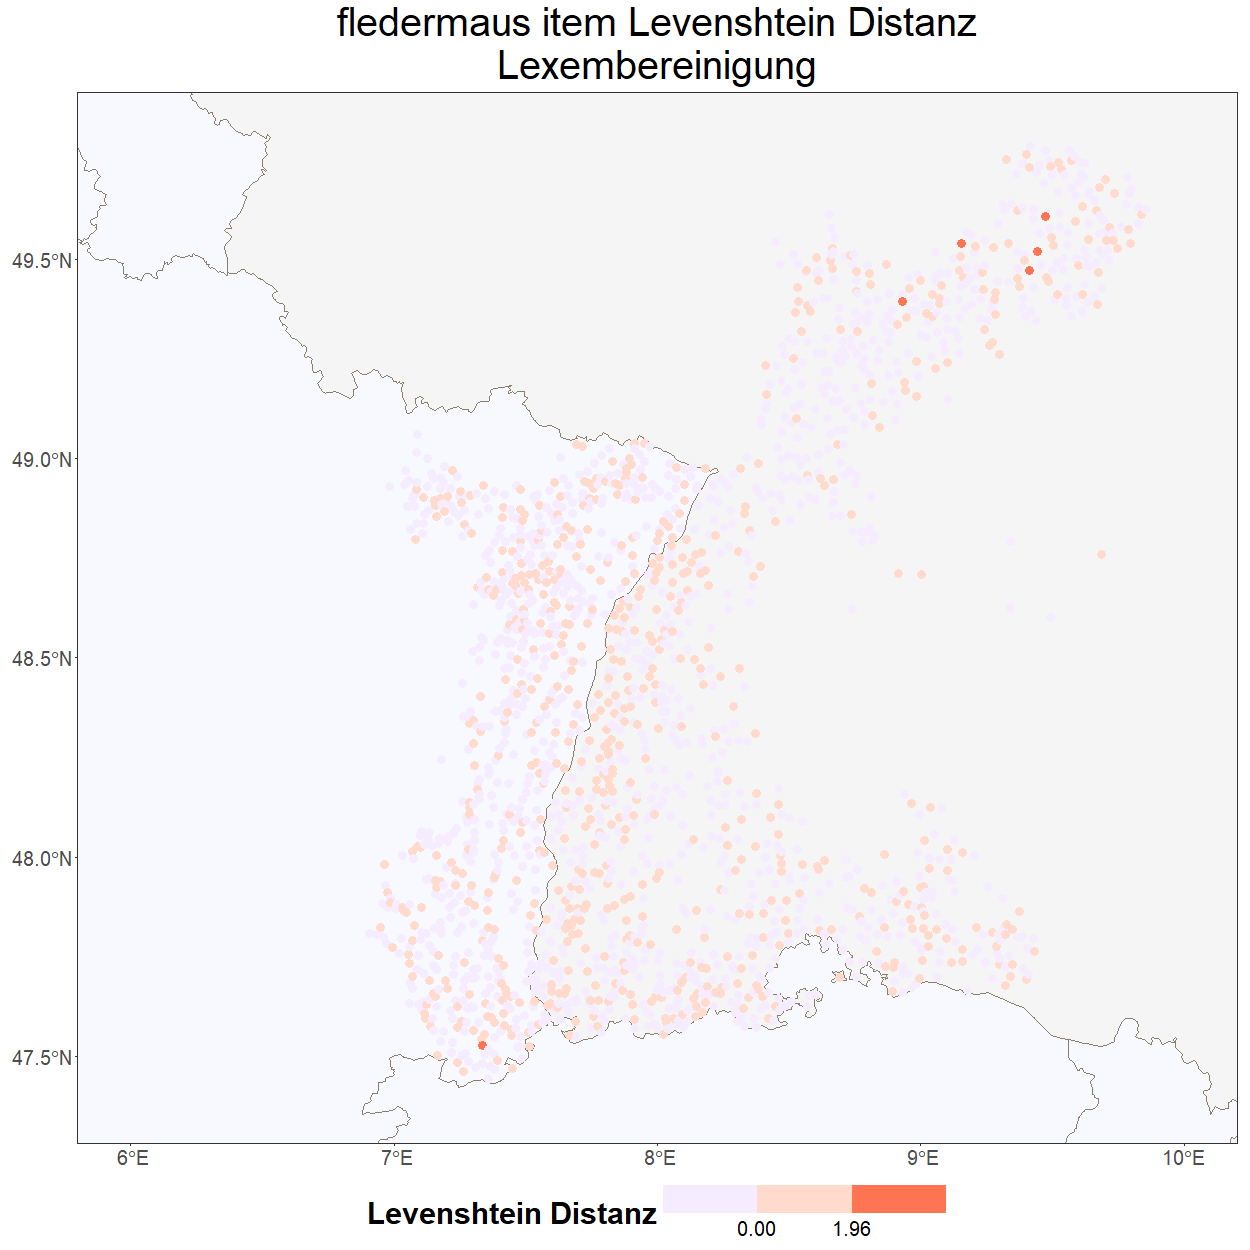 fledermaus item Levenshtein Distanz
Lexembereinigung
49.5°N
49.0°N
48.5°N
48.0°N
47.5°N
6°E 7°E 8°E 9°E 10°E
Levenshtein Distanz
0.00 1.96